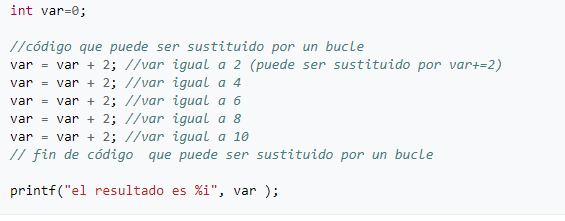 int var=0;
//código que puede ser sustituido por un bucle
var = var + 2; //var igual a 2 (puede ser sustituido por var+=2)
var = var + 2; //var igual a 4
var = var + 2; //var igual a 6
var = var + 2; //var igual a 8
var = var + 2; //var igual a 10
// fin de código  que puede ser sustituido por un bucle
printf("el resultado es %i", var );